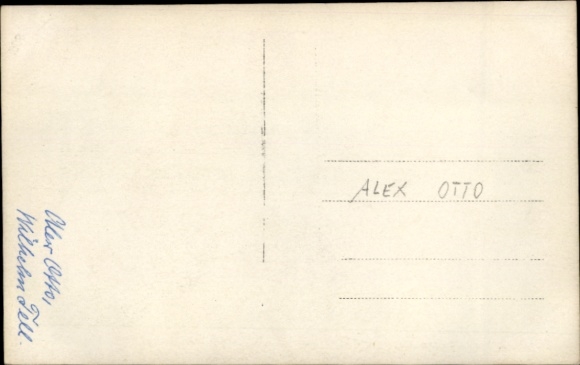 Alex Otto,
Wilhelm Tell.
ALEX OTTO